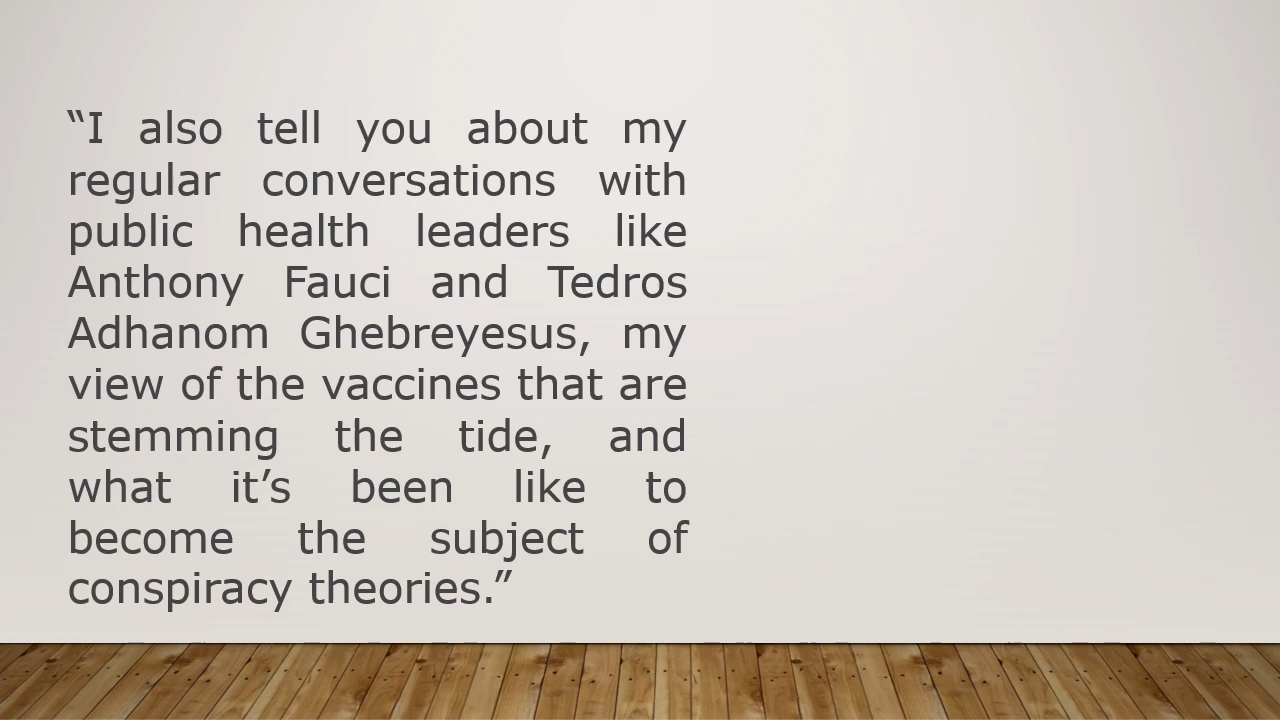 “I also tell you about my
regular conversations with
public health leaders like
Anthony Fauci and Tedros
Adhanom Ghebreyesus, my
view of the vaccines that are
stemming the tide, and
what it’s been like to
become the subject of
conspiracy theories.”